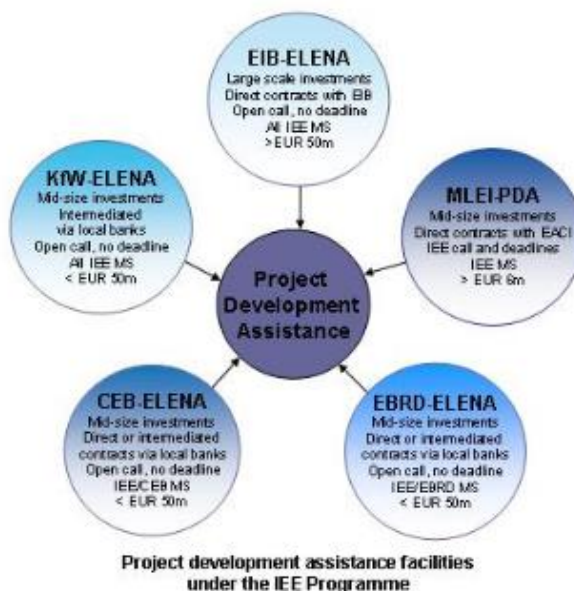 EIB-ELENA
Large scale investments
Direct contracts with EIB
Open call, no deadline
All IEE MS
> EUR 50m
KfW-ELENA
Mid-size investments
Intermediated
via local banks
Open call, no deadline
All IEE MS
< EUR 50m
MLEI-PDA
Mid-size investments
Direct contracts with EACI
IEE call and deadlines
IEE MS
> EUR 6m
Project
Development
Assistance
CEB-ELENA
Mid-size investments
Direct or intermediated
contracts via local banks
Open call, no deadline
IEE/CEB MS
< EUR 50m
EBRD-ELENA
Mid-size investments
Direct or intermediated
contracts via local banks
Open call, no deadline
IEE/EBRD MS
< EUR 50m
Project development assistance facilities
under the IEE Programme